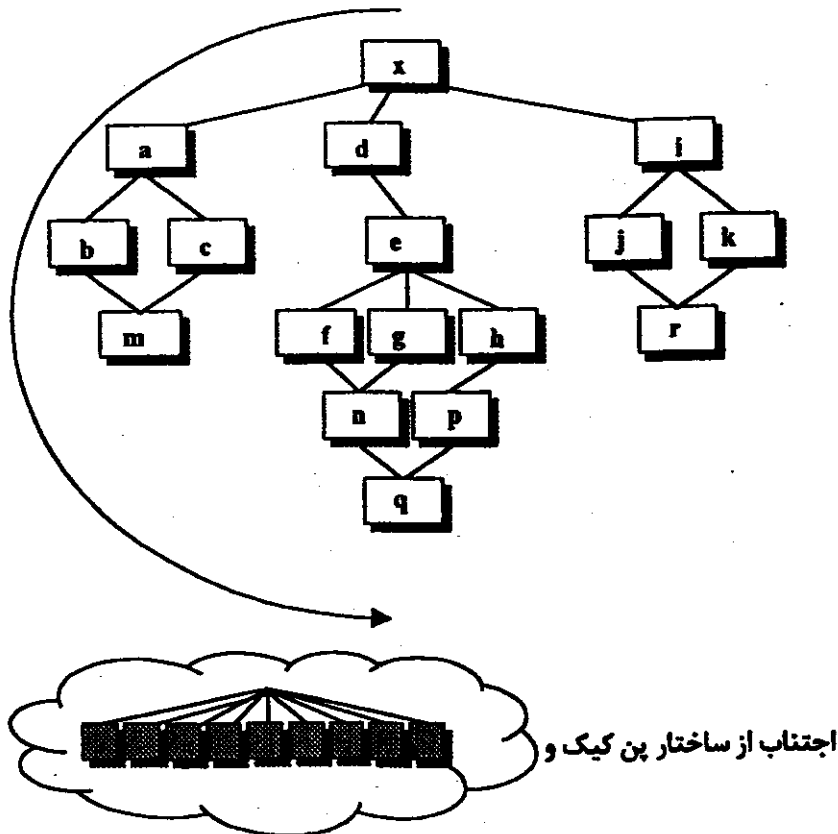 x
a d i
b c e j k
m f g h r
n p
q
اجتناب از ساختار پن کیک و